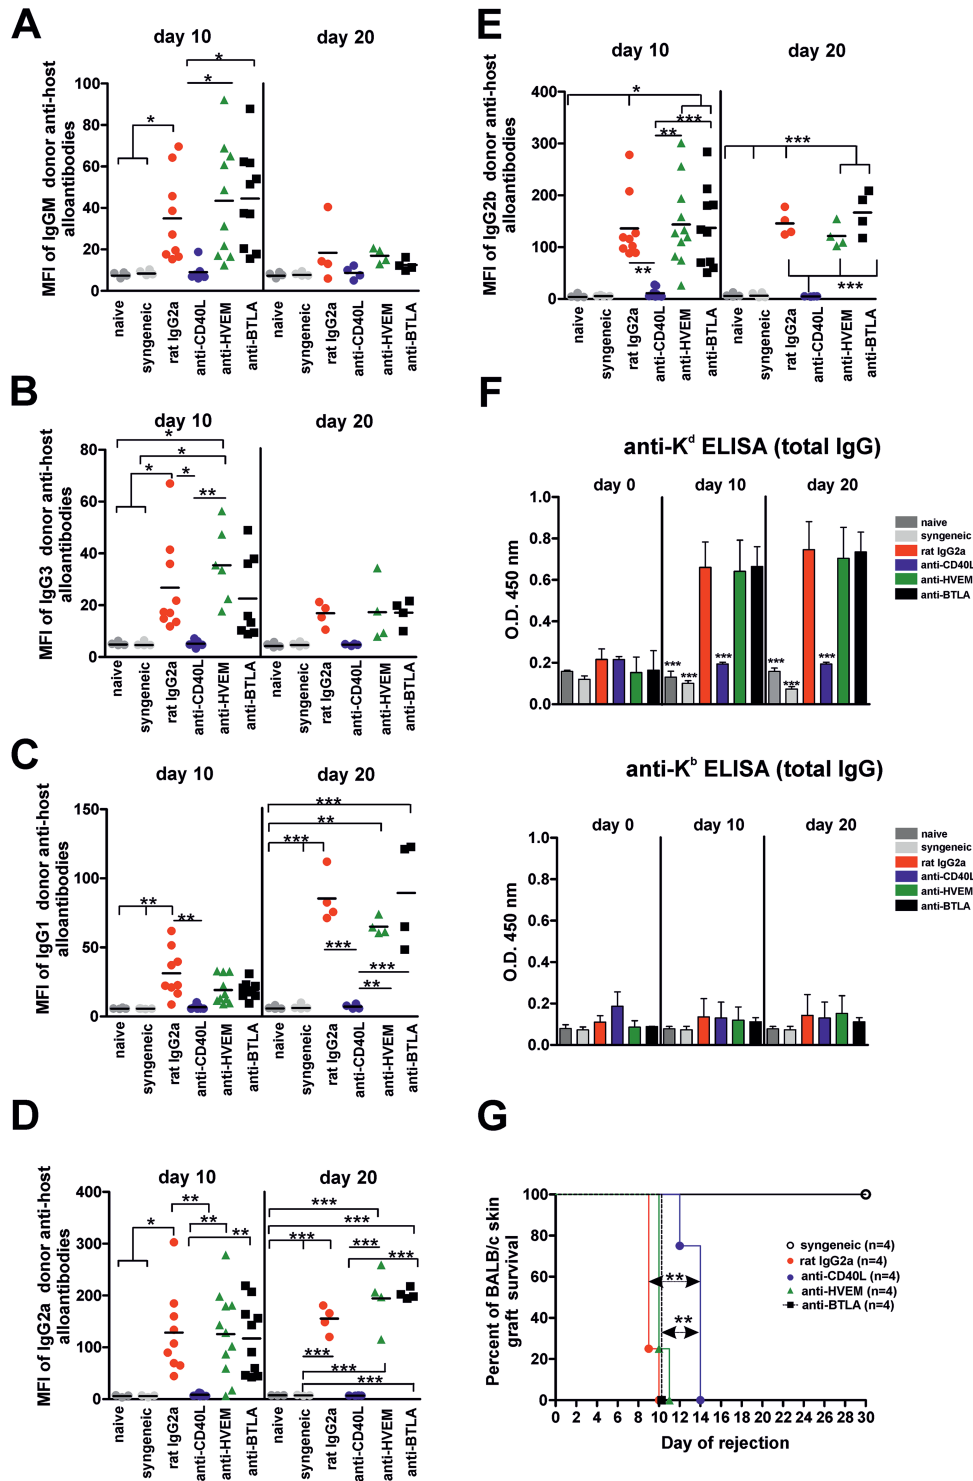 A
day 10
day 20
MFI of IgGM donor anti-host
alloantibodies
100
80
60
40
20
0
*
*
*
naive
syngeneic
rat IgG2a
anti-CD40L
anti-HVEM
anti-BTLA
naive
syngeneic
rat IgG2a
anti-CD40L
anti-HVEM
anti-BTLA
B
day 10
day 20
MFI of IgG3 donor anti-host
alloantibodies
80
60
40
20
0
*
*
*
*
**
naive
syngeneic
rat IgG2a
anti-CD40L
anti-HVEM
anti-BTLA
naive
syngeneic
rat IgG2a
anti-CD40L
anti-HVEM
anti-BTLA
C
day 10
day 20
MFI of IgG1 donor anti-host
alloantibodies
150
100
50
0
**
**
***
**
***
***
***
**
naive
syngeneic
rat IgG2a
anti-CD40L
anti-HVEM
anti-BTLA
naive
syngeneic
rat IgG2a
anti-CD40L
anti-HVEM
anti-BTLA
D
day 10
day 20
MFI of IgG2a donor anti-host
alloantibodies
400
300
200
100
0
*
**
**
**
***
***
***
***
***
***
***
***
naive
syngeneic
rat IgG2a
anti-CD40L
anti-HVEM
anti-BTLA
naive
syngeneic
rat IgG2a
anti-CD40L
anti-HVEM
anti-BTLA
E
day 10
day 20
MFI of IgG2b donor anti-host
alloantibodies
400
300
200
100
0
*
***
**
**
***
***
naive
syngeneic
rat IgG2a
anti-CD40L
anti-HVEM
anti-BTLA
naive
syngeneic
rat IgG2a
anti-CD40L
anti-HVEM
anti-BTLA
F
anti-Kd ELISA (total IgG)
day 0
day 10
day 20
O.D. 450 nm
1.0
0.8
0.6
0.4
0.2
0.0
***
***
***
***
***
***
naive
syngeneic
rat IgG2a
anti-CD40L
anti-HVEM
anti-BTLA
anti-Kb ELISA (total IgG)
day 0
day 10
day 20
O.D. 450 nm
1.0
0.8
0.6
0.4
0.2
0.0
naive
syngeneic
rat IgG2a
anti-CD40L
anti-HVEM
anti-BTLA
G
Percent of BALB/c skin
graft survival
100
80
60
40
20
0
**
**
syngeneic (n=4)
rat IgG2a (n=4)
anti-CD40L (n=4)
anti-HVEM (n=4)
anti-BTLA (n=4)
0 2 4 6 8 10 12 14 16 18 20 22 24 26 28 30
Day of rejection